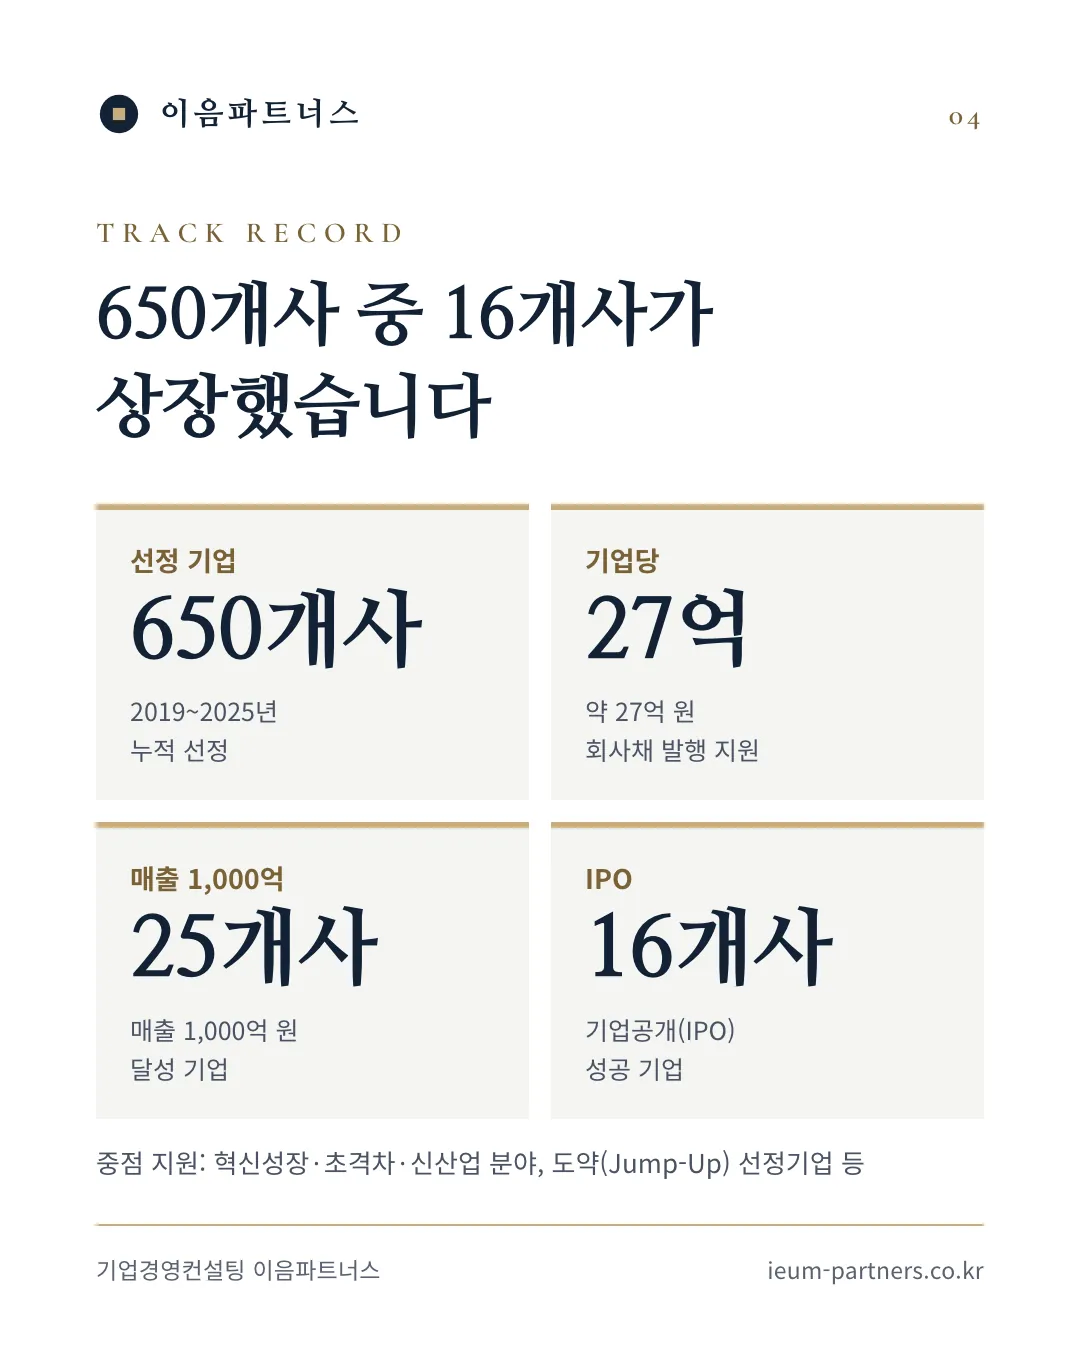 이음파트너스
04
TRACK RECORD
650개사 중 16개사가
상장했습니다
선정 기업
650개사
2019~2025년
누적 선정
기업당
27억
약 27억 원
회사채 발행 지원
매출 1,000억
25개사
매출 1,000억 원
달성 기업
IPO
16개사
기업공개(IPO)
성공 기업
중점 지원: 혁신성장·초격차·신산업 분야, 도약(Jump-Up) 선정기업 등
기업경영컨설팅 이음파트너스
ieum-partners.co.kr